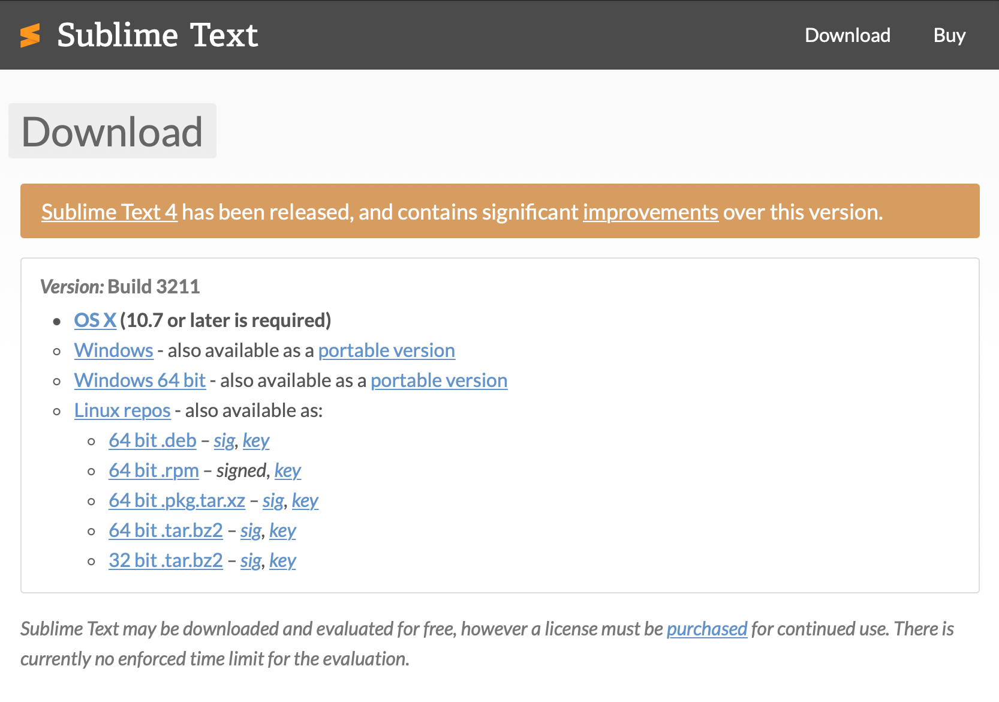 Sublime Text
Download
Buy
Download
Sublime Text 4 has been released, and contains significant improvements over this version.
Version: Build 3211
OS X (10.7 or later is required)
Windows - also available as a portable version
Windows 64 bit - also available as a portable version
Linux repos - also available as:
64 bit .deb – sig, key
64 bit .rpm – signed, key
64 bit .pkg.tar.xz – sig, key
64 bit .tar.bz2 – sig, key
32 bit .tar.bz2 – sig, key
Sublime Text may be downloaded and evaluated for free, however a license must be purchased for continued use. There is
currently no enforced time limit for the evaluation.